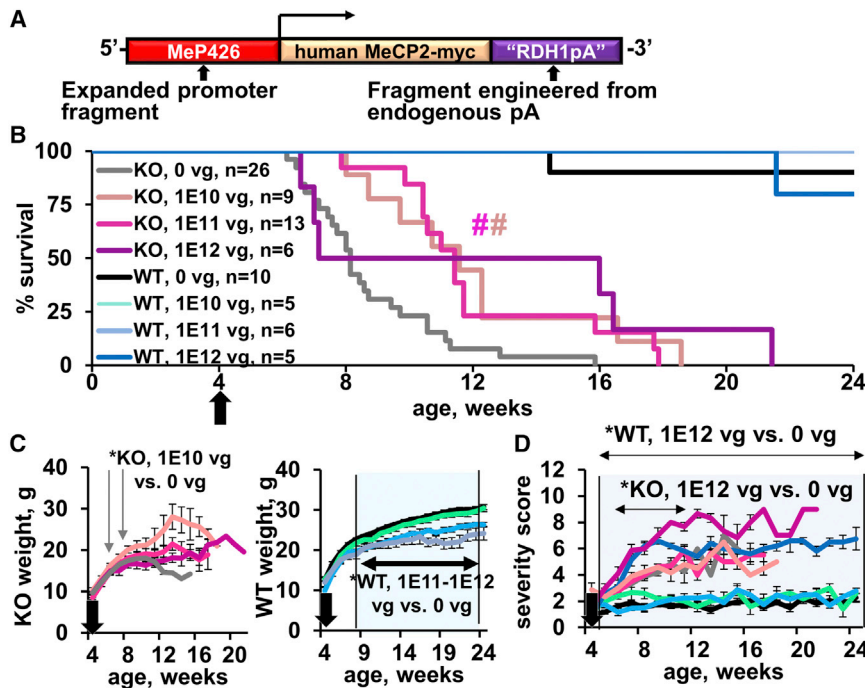 A
5' MeP426 human MeCP2-myc "RDH1pA" -3'
Expanded promoter fragment
Fragment engineered from endogenous pA
B
% survival
100
75
50
25
0
KO, 0 vg, n=26
KO, 1E10 vg, n=9
KO, 1E11 vg, n=13
KO, 1E12 vg, n=6
WT, 0 vg, n=10
WT, 1E10 vg, n=5
WT, 1E11 vg, n=6
WT, 1E12 vg, n=5
##
0 4 8 12 16 20 24
age, weeks
C
KO weight, g
40
30
20
10
0
*KO, 1E10 vg
vs. 0 vg
4 8 12 16 20
age, weeks
WT weight, g
40
30
20
10
0
*WT, 1E11-1E12
vg vs. 0 vg
4 9 14 19 24
age, weeks
D
*WT, 1E12 vg vs. 0 vg
*KO, 1E12 vg vs. 0 vg
severity score
12
10
8
6
4
2
0
4 8 12 16 20 24
age, weeks